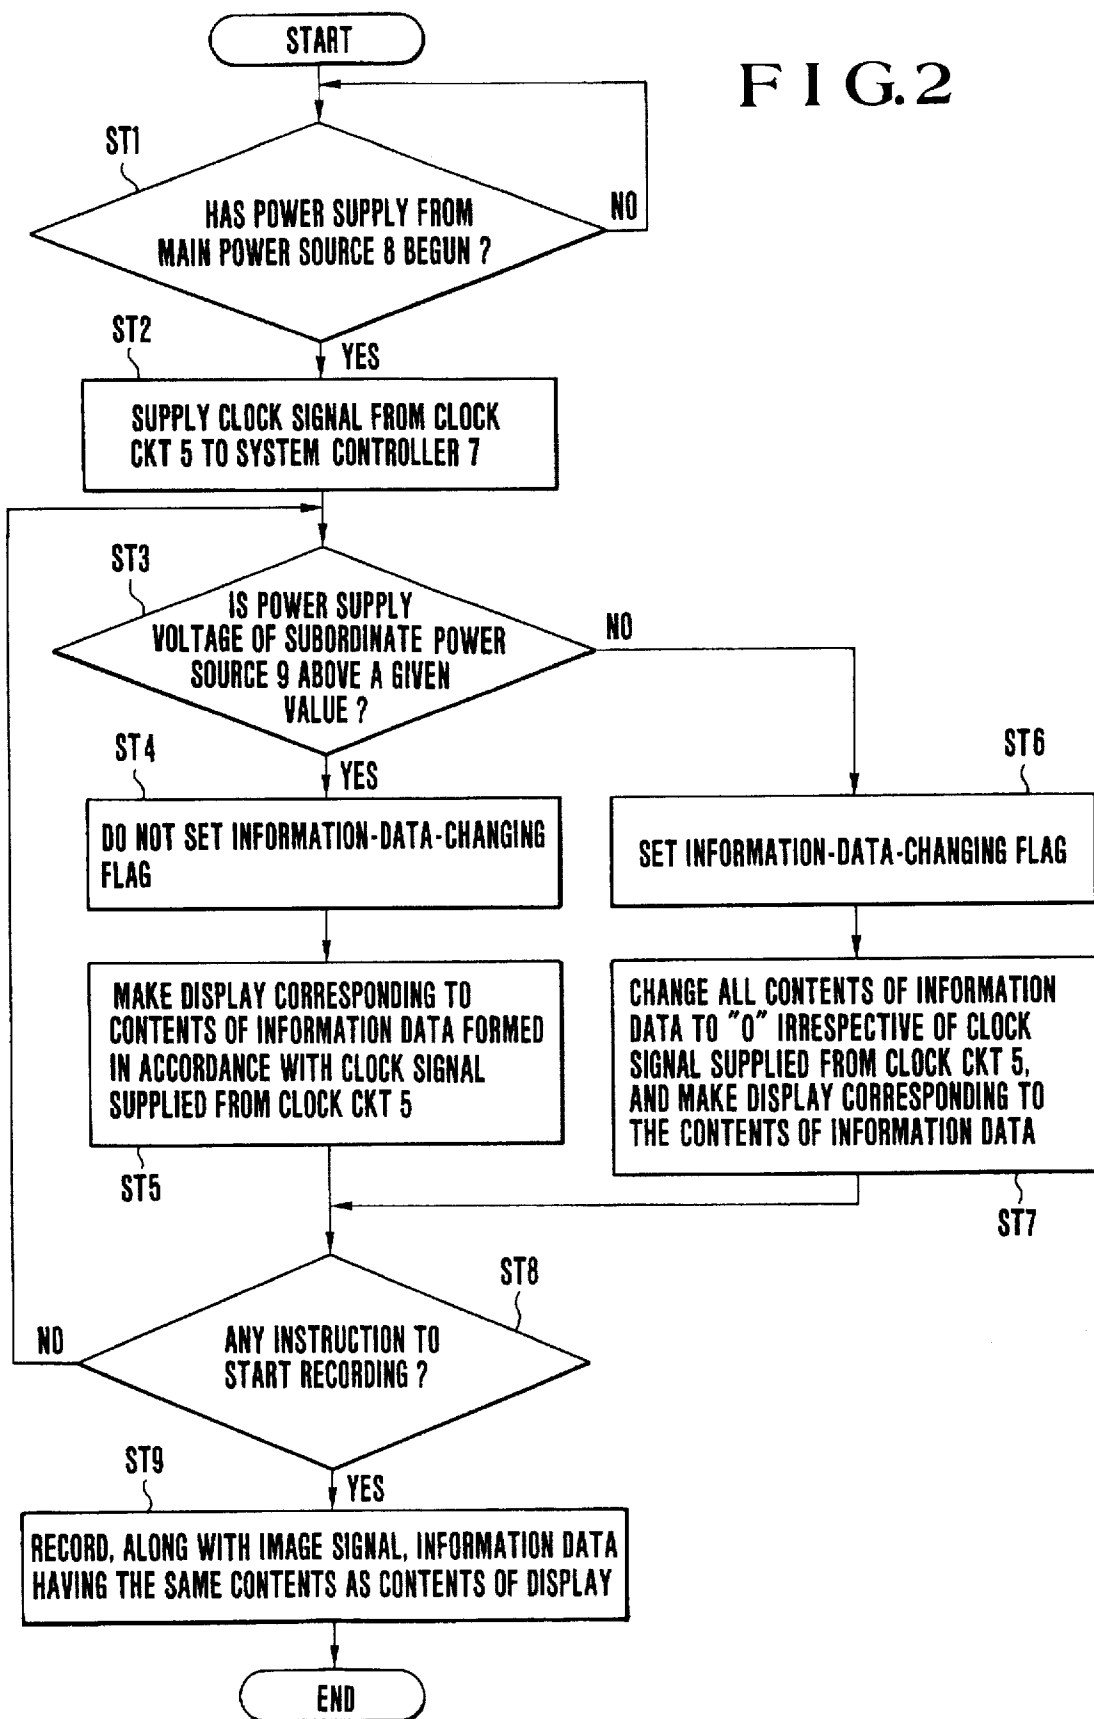 START
FIG.2
ST1
HAS POWER SUPPLY FROM
MAIN POWER SOURCE 8 BEGUN ?
NO
ST2
YES
SUPPLY CLOCK SIGNAL FROM CLOCK
CKT 5 TO SYSTEM CONTROLLER 7
ST3
IS POWER SUPPLY
VOLTAGE OF SUBORDINATE POWER
SOURCE 9 ABOVE A GIVEN
VALUE ?
NO
ST4
YES
ST6
DO NOT SET INFORMATION-DATA-CHANGING
FLAG
SET INFORMATION-DATA-CHANGING FLAG
MAKE DISPLAY CORRESPONDING TO
CONTENTS OF INFORMATION DATA FORMED
IN ACCORDANCE WITH CLOCK SIGNAL
SUPPLIED FROM CLOCK CKT 5
ST5
CHANGE ALL CONTENTS OF INFORMATION
DATA TO "0" IRRESPECTIVE OF CLOCK
SIGNAL SUPPLIED FROM CLOCK CKT 5,
AND MAKE DISPLAY CORRESPONDING TO
THE CONTENTS OF INFORMATION DATA
ST7
ST8
NO
ANY INSTRUCTION TO
START RECORDING ?
ST9
YES
RECORD, ALONG WITH IMAGE SIGNAL, INFORMATION DATA
HAVING THE SAME CONTENTS AS CONTENTS OF DISPLAY
END